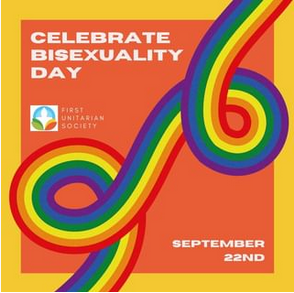 CELEBRATE
BISEXUALITY
DAY
FIRST
UNITARIAN
SOCIETY
SEPTEMBER
22ND